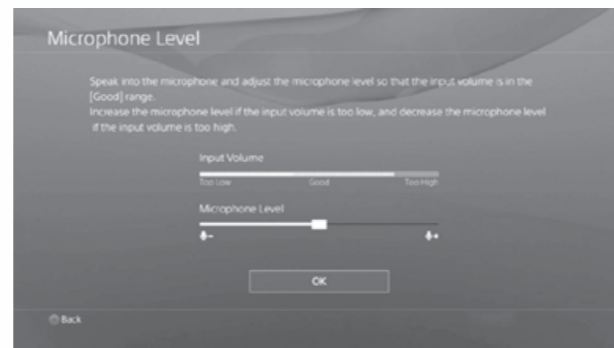 Microphone Level
Speak into the microphone and adjust the microphone level so that the input volume is in the
[Good] range.
Increase the microphone level if the input volume is too low, and decrease the microphone level
if the input volume is too high.
Input Volume
Too Low Good Too High
Microphone Level
OK
Back